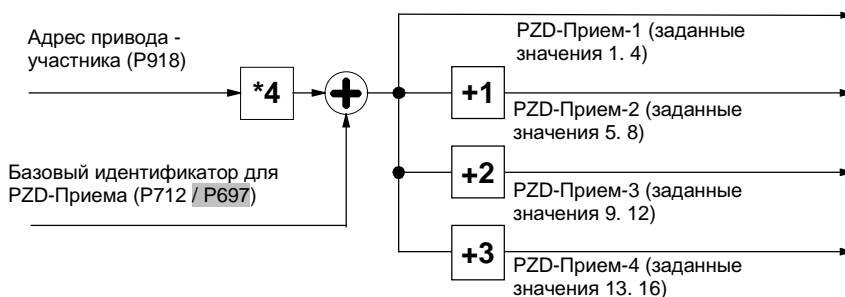 Адрес привода -
участника (P918)
*4
Базовый идентификатор для
PZD-Приема (P712 / P697)
PZD-Прием-1 (заданные
значения 1. 4)
+1
PZD-Прием-2 (заданные
значения 5. 8)
+2
PZD-Прием-3 (заданные
значения 9. 12)
+3
PZD-Прием-4 (заданные
значения 13. 16)